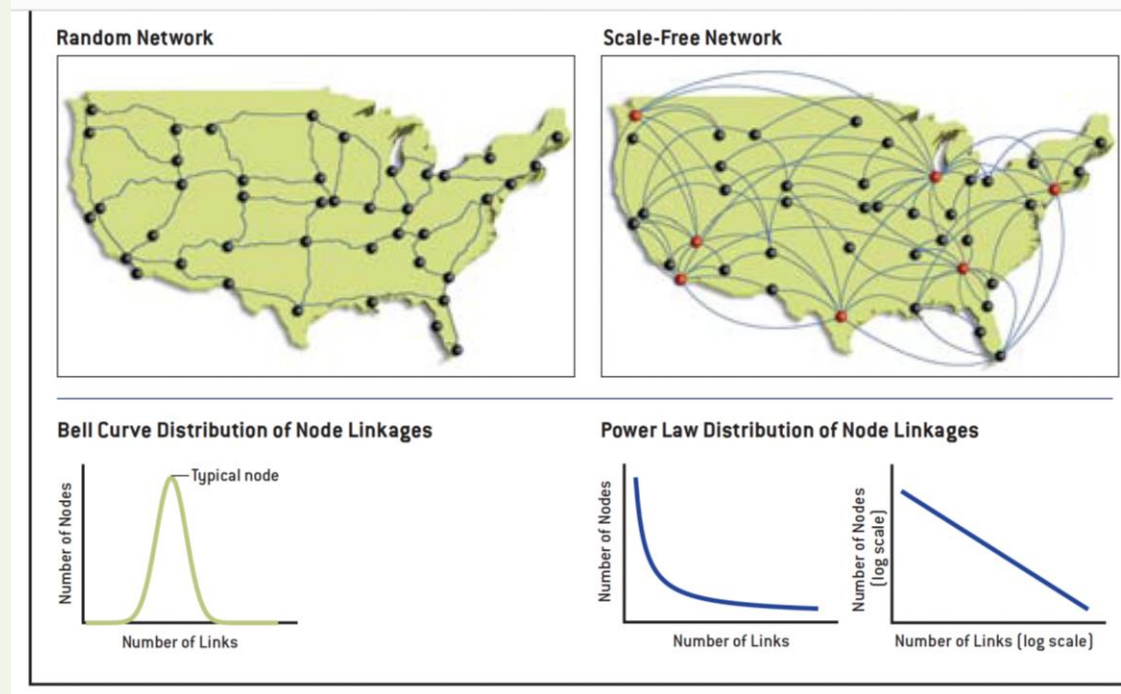 Random Network
Scale-Free Network
Bell Curve Distribution of Node Linkages
Power Law Distribution of Node Linkages
Number of Nodes
Typical node
Number of Links
Number of Nodes
Number of Links
Number of Nodes
(log scale)
Number of Links (log scale)